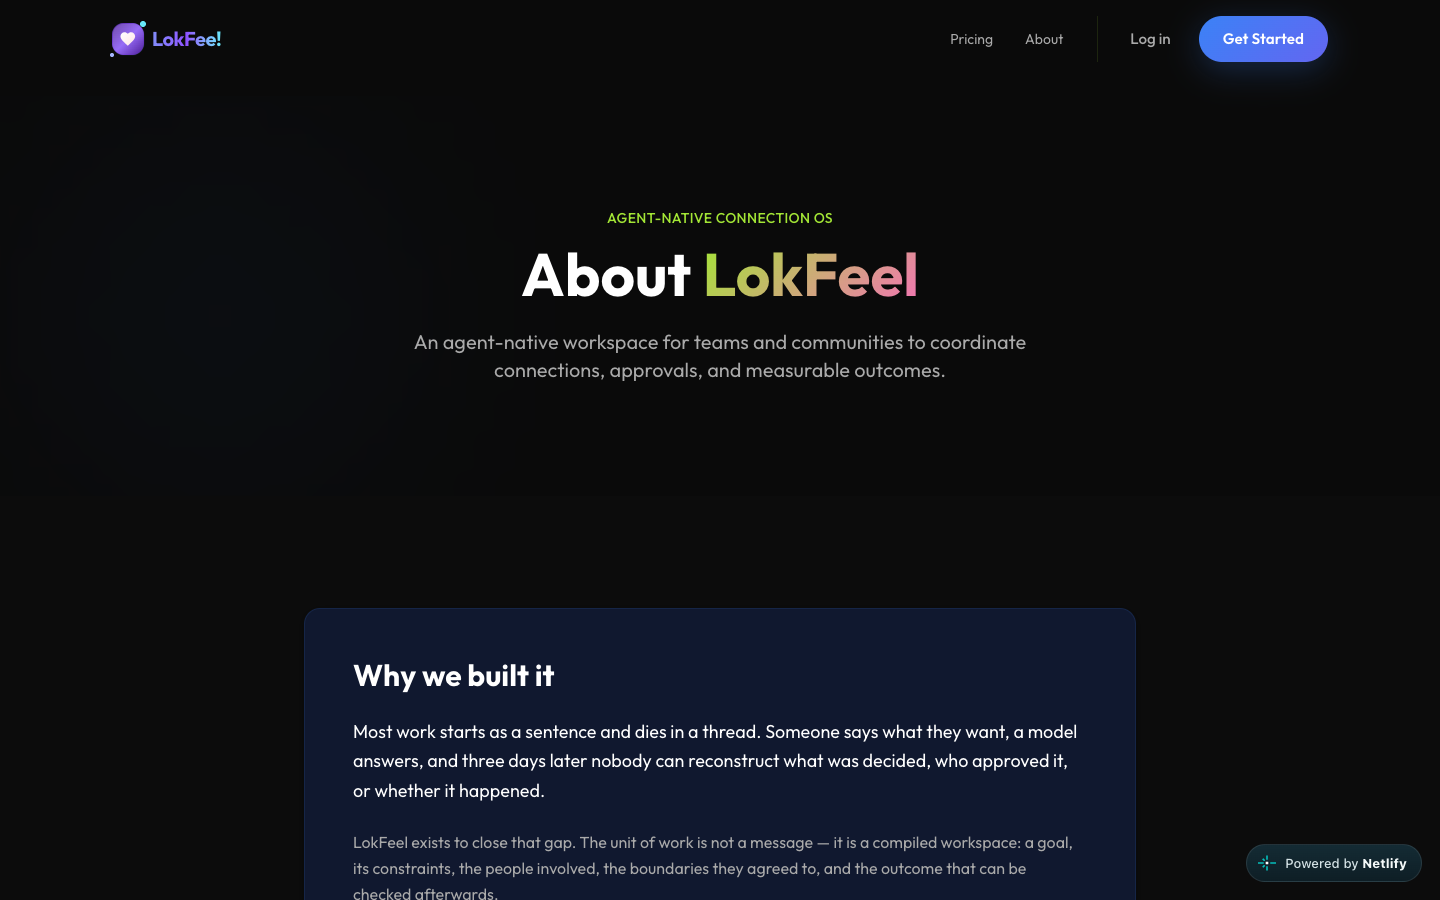 LokFee!
Pricing
About
Log in
Get Started
AGENT-NATIVE CONNECTION OS
About LokFeel
An agent-native workspace for teams and communities to coordinate
connections, approvals, and measurable outcomes.
Why we built it
Most work starts as a sentence and dies in a thread. Someone says what they want, a model
answers, and three days later nobody can reconstruct what was decided, who approved it,
or whether it happened.
LokFeel exists to close that gap. The unit of work is not a message — it is a compiled workspace: a goal,
its constraints, the people involved, the boundaries they agreed to, and the outcome that can be
checked afterwards.
Powered by Netlify